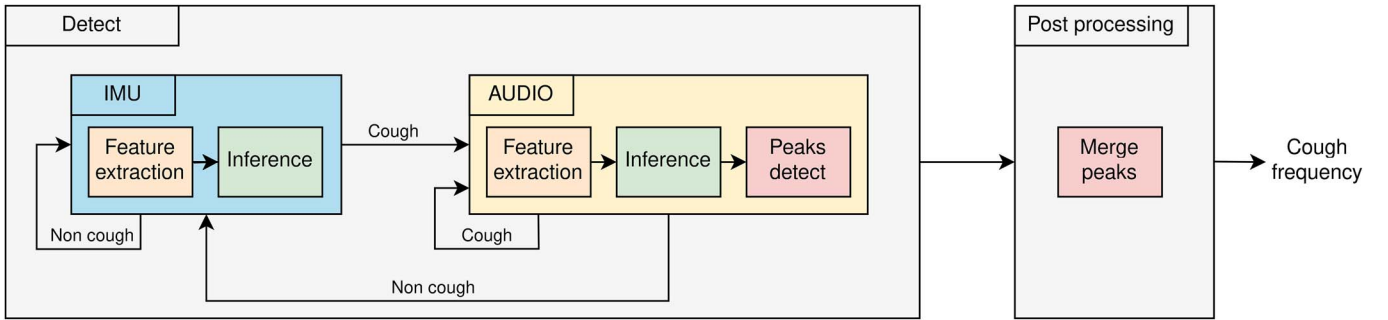 Detect
Post processing
IMU
AUDIO
Feature
extraction
Inference
Cough
Feature
extraction
Inference
Peaks
detect
Merge
peaks
Cough
frequency
Non cough
Cough
Non cough